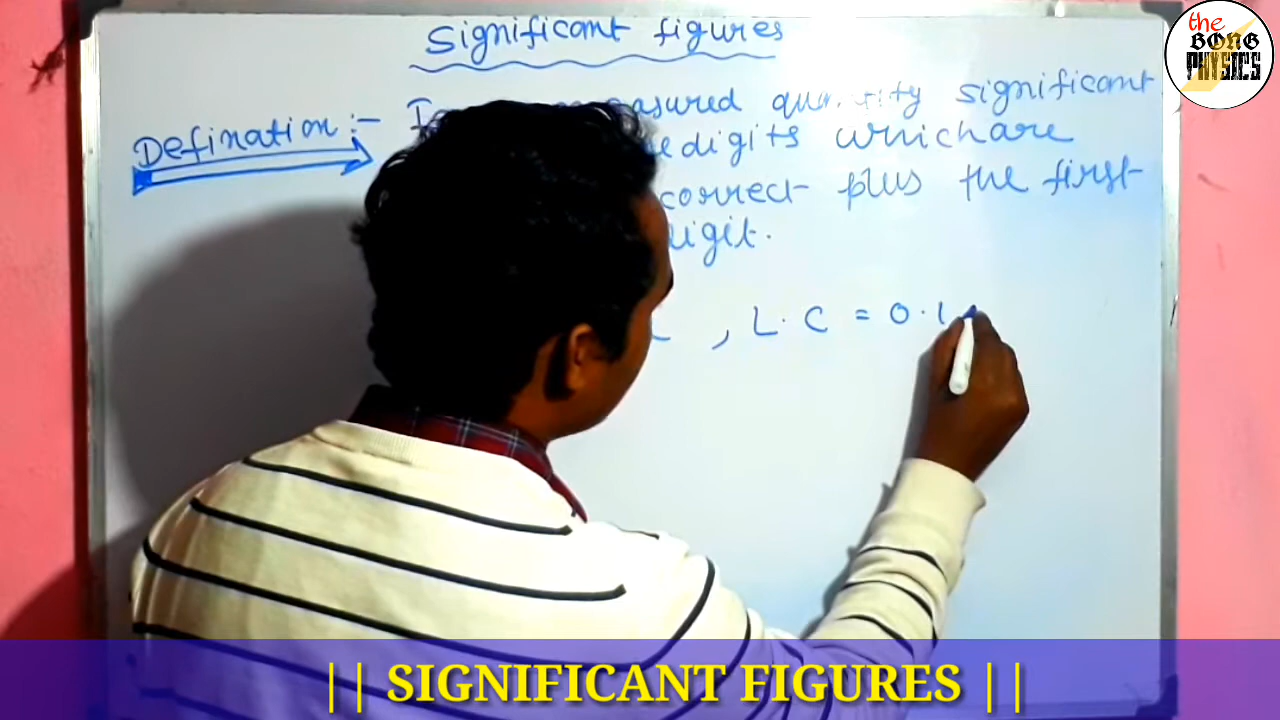 Significant figures
the
BONG
PHYSICS
Defination :-
quantity significant
digits which are
correct plus the first
digit.
, L.C = 0.1
|| SIGNIFICANT FIGURES ||